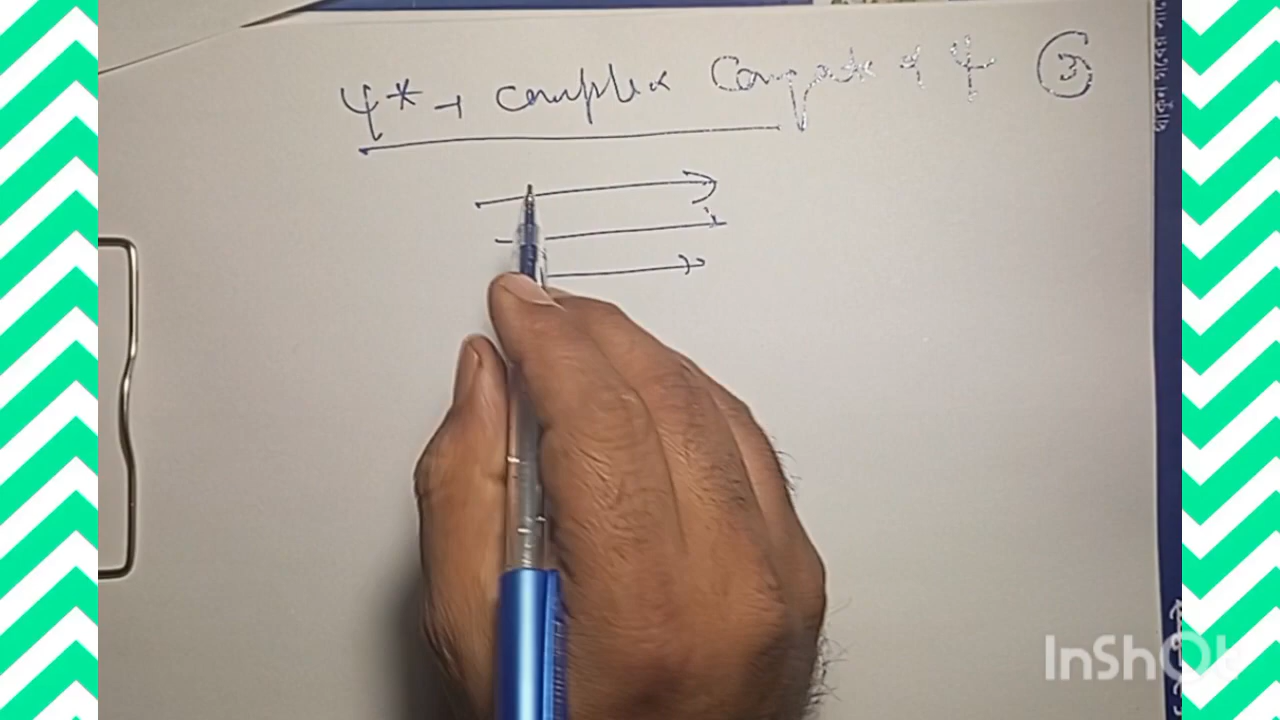 ψ* → complex Conjugate of ψ ③
InShOt